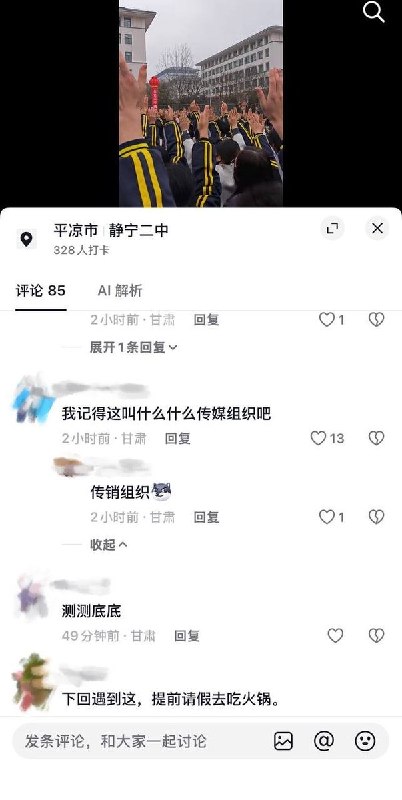 平凉市 | 静宁二中
328人打卡
评论 85
AI 解析
2小时前·甘肃 回复
1
展开1条回复
我记得这叫什么什么传媒组织吧
2小时前·甘肃 回复
13
传销组织
2小时前·甘肃 回复
1
收起
测测底底
49分钟前·甘肃 回复
下回遇到这，提前请假去吃火锅。
发条评论，和大家一起讨论